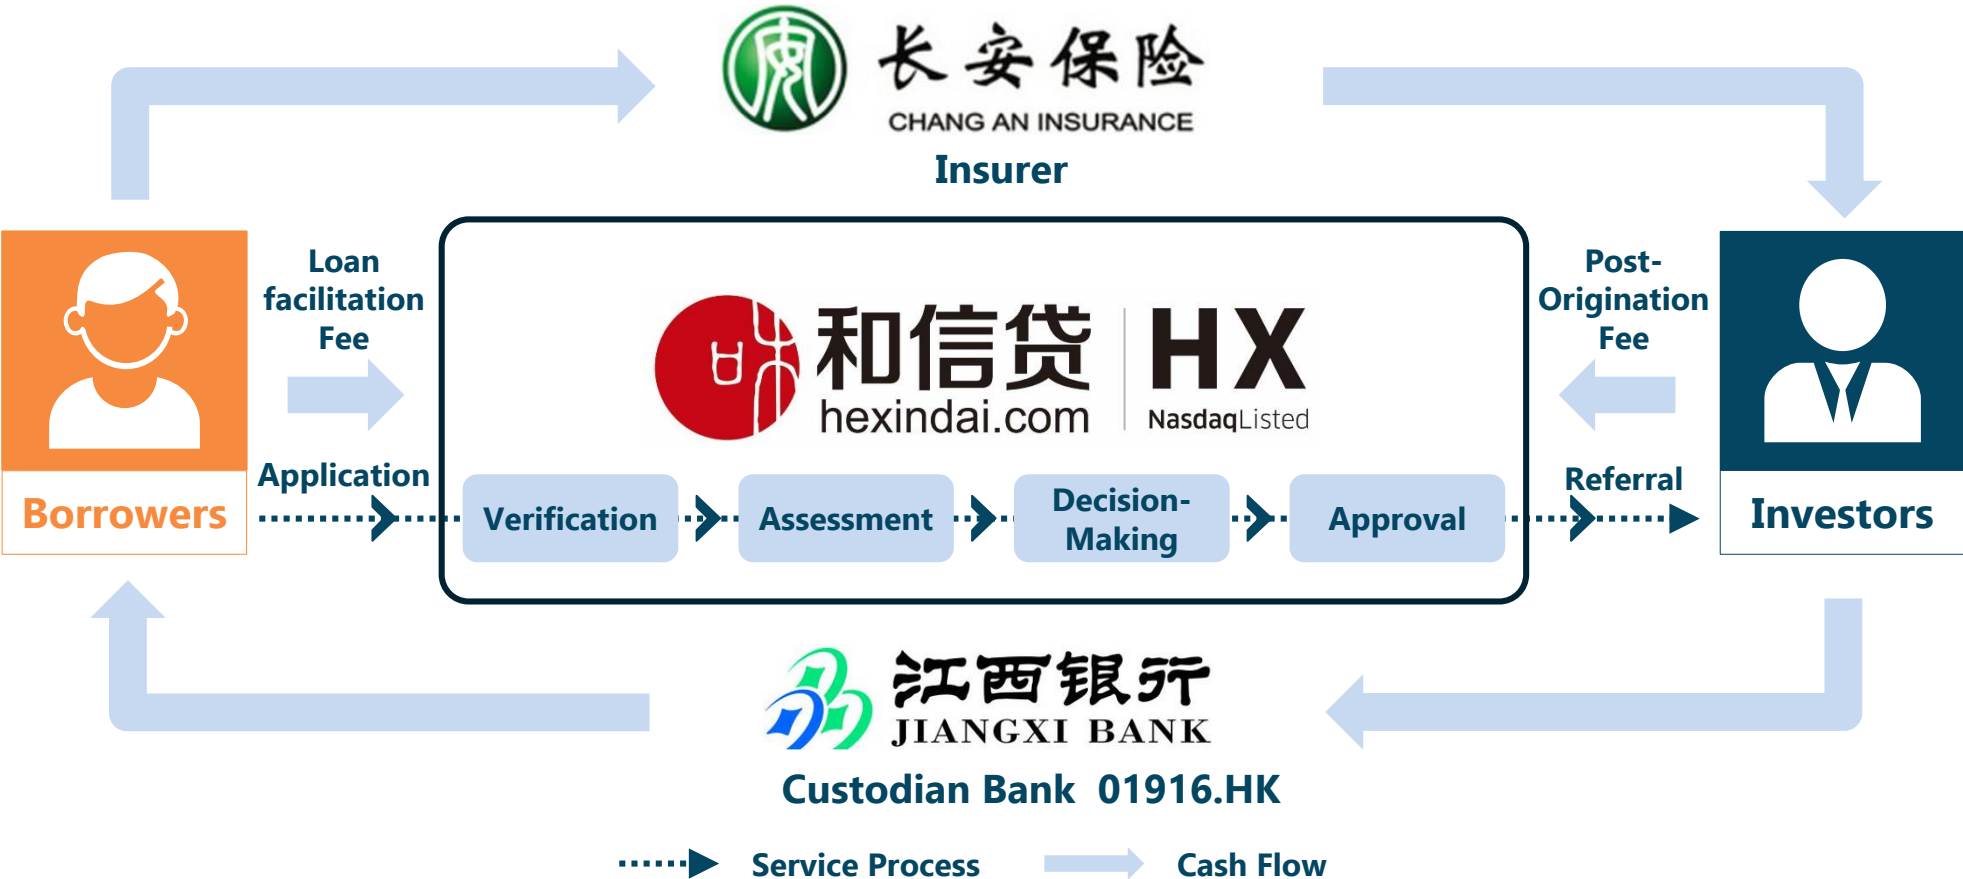 长安保险
CHANG AN INSURANCE
Insurer
Loan
facilitation
Fee
Post-
Origination
Fee
和信贷
hexindai.com
HX
NasdaqListed
Application
Referral
Borrowers
Verification
Assessment
Decision-
Making
Approval
Investors
江西银行
JIANGXI BANK
Custodian Bank 01916.HK
Service Process
Cash Flow